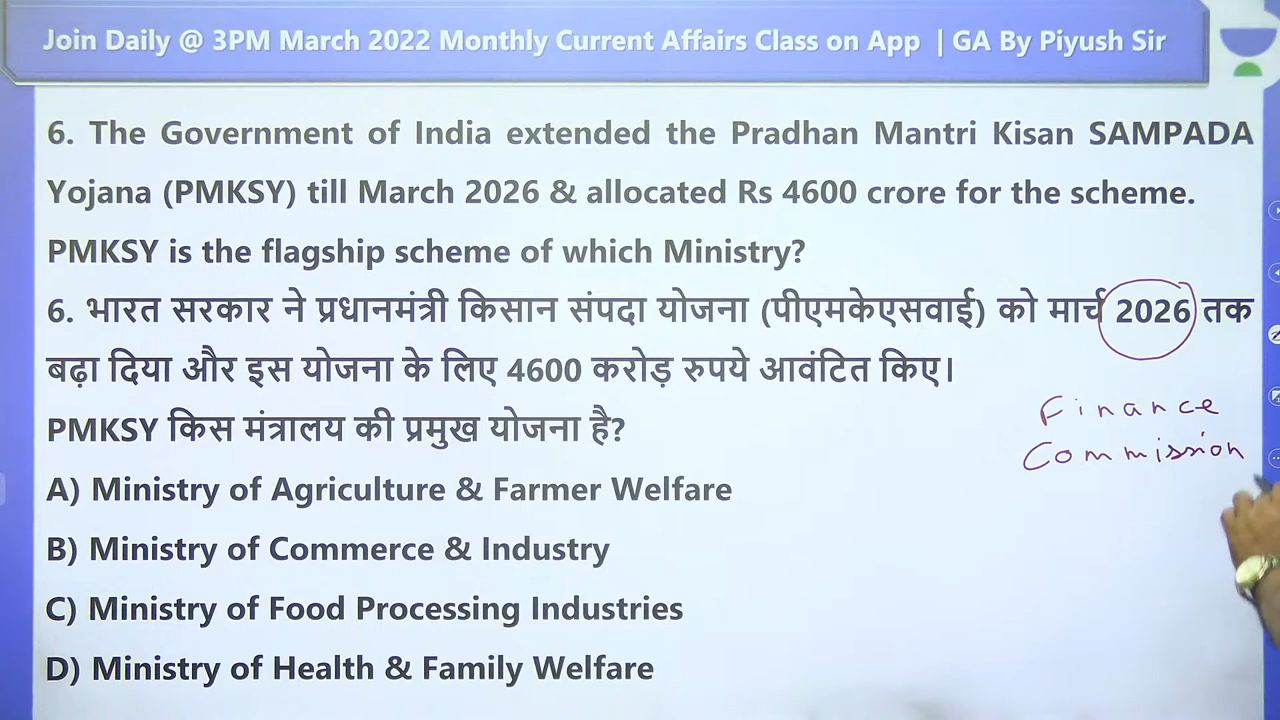 Join Daily @ 3PM March 2022 Monthly Current Affairs Class on App | GA By Piyush Sir
6. The Government of India extended the Pradhan Mantri Kisan SAMPADA
Yojana (PMKSY) till March 2026 & allocated Rs 4600 crore for the scheme.
PMKSY is the flagship scheme of which Ministry?
6. भारत सरकार ने प्रधानमंत्री किसान संपदा योजना (पीएमकेएसवाई) को मार्च 2026 तक
बढ़ा दिया और इस योजना के लिए 4600 करोड़ रुपये आवंटित किए।
Finance
PMKSY किस मंत्रालय की प्रमुख योजना है?
Commission
A) Ministry of Agriculture & Farmer Welfare
B) Ministry of Commerce & Industry
C) Ministry of Food Processing Industries
D) Ministry of Health & Family Welfare